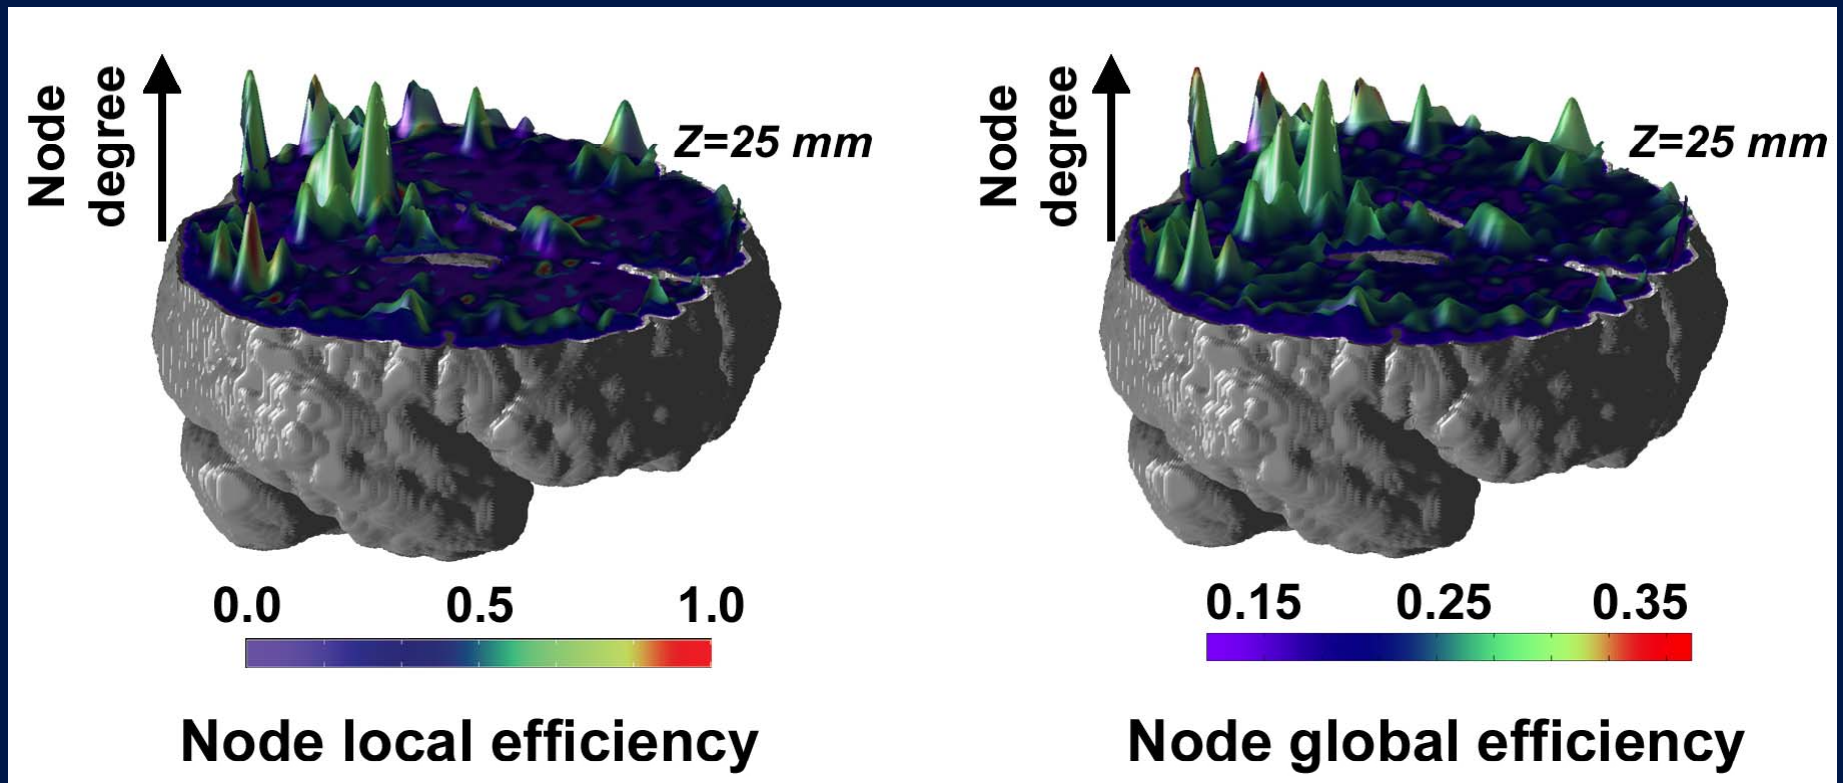 Node
degree
Z=25 mm
0.0 0.5 1.0
Node local efficiency
Node
degree
Z=25 mm
0.15 0.25 0.35
Node global efficiency